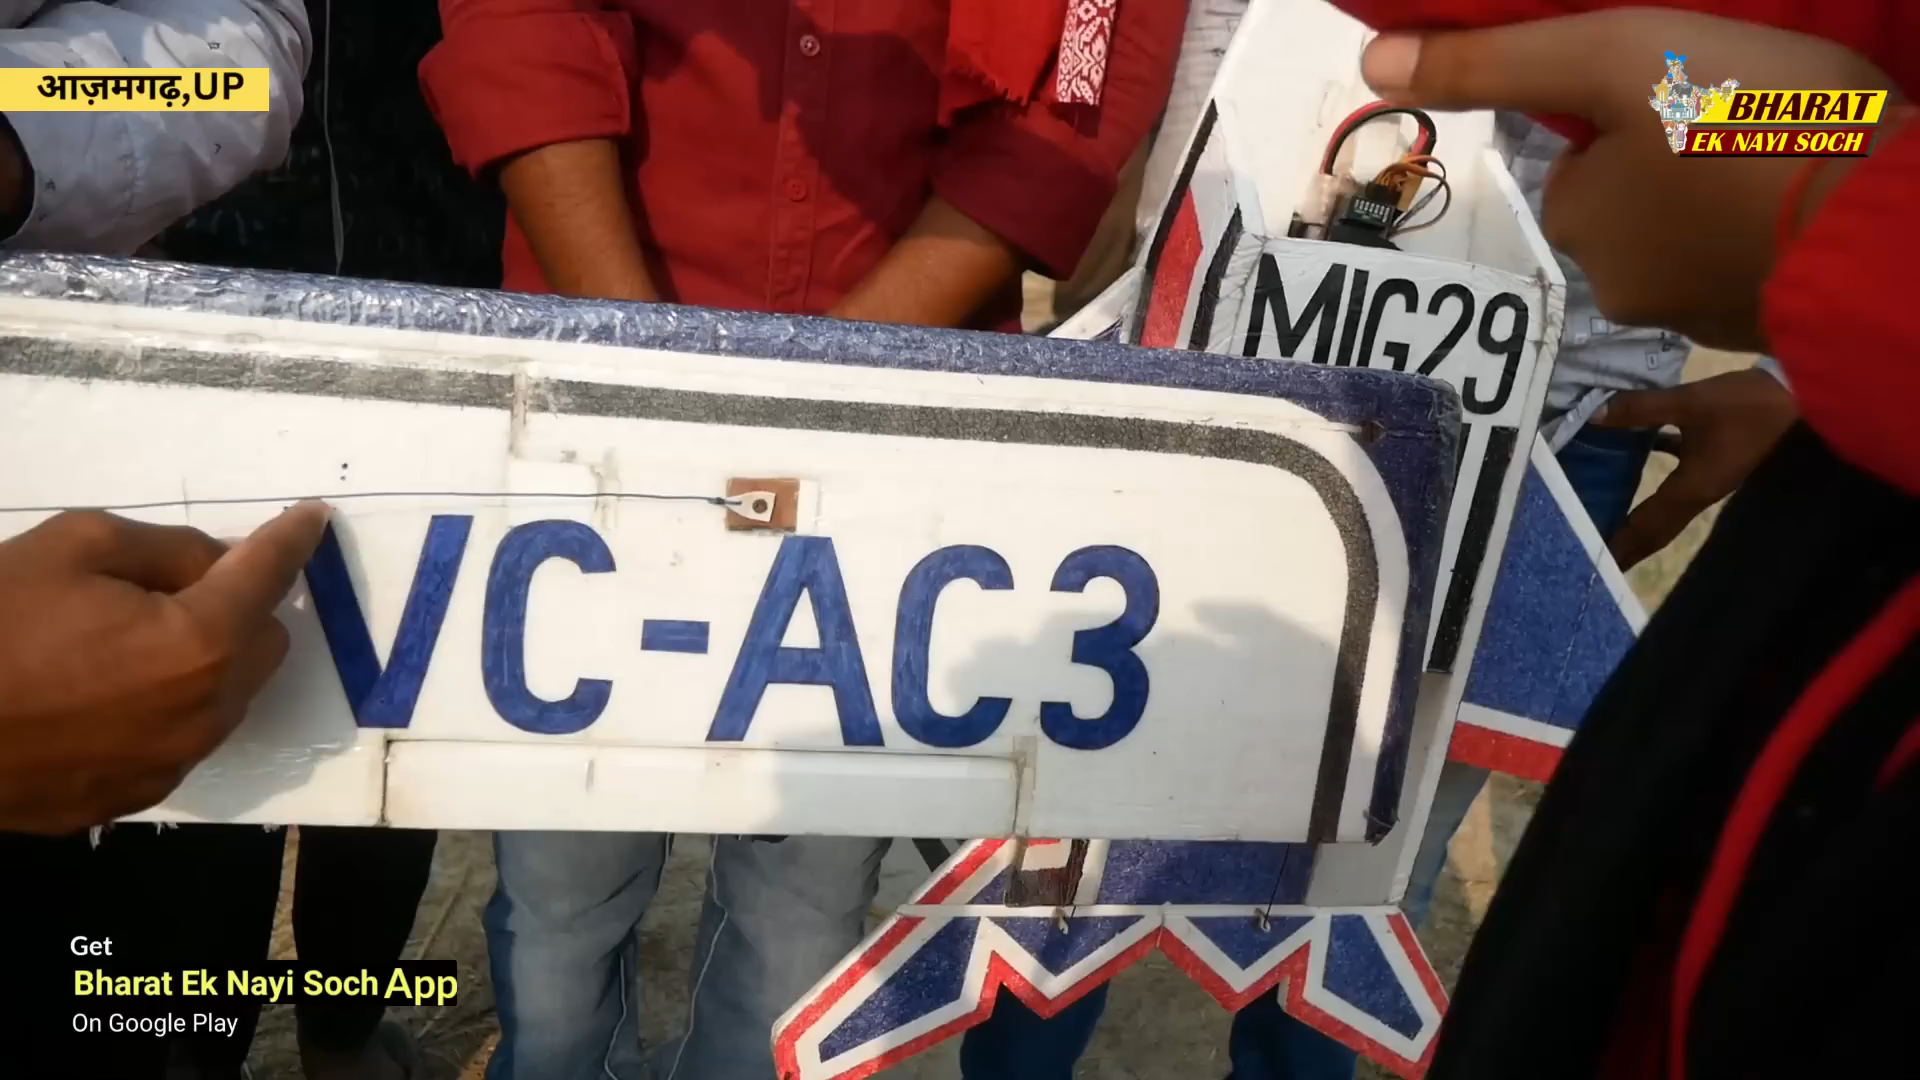 आज़मगढ़,UP
BHARAT
EK NAYI SOCH
MIG29
VC-AC3
Get
Bharat Ek Nayi Soch App
On Google Play